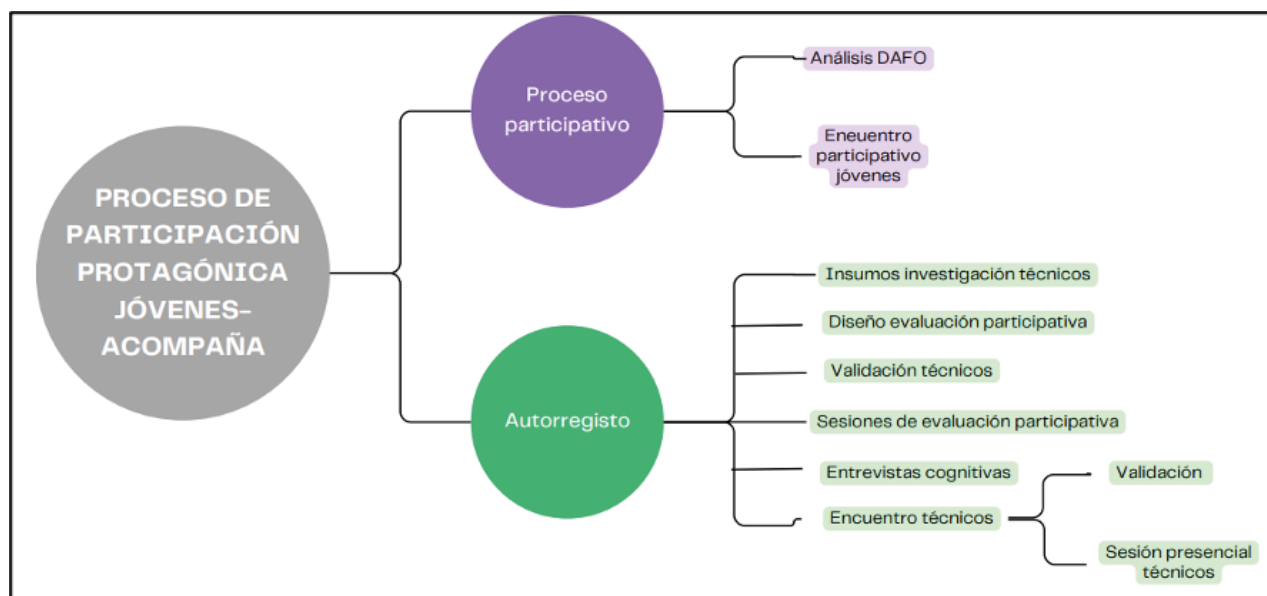 PROCESO DE
PARTICIPACIÓN
PROTAGÓNICA
JÓVENES-
ACOMPAÑA
Proceso
participativo
Análisis DAFO
Eneuentro
participativo
jóvenes
Autorregisto
Insumos investigación técnicos
Diseño evaluación participativa
Validación técnicos
Sesiones de evaluación participativa
Entrevistas cognitivas
Encuentro técnicos
Validación
Sesión presencial
técnicos